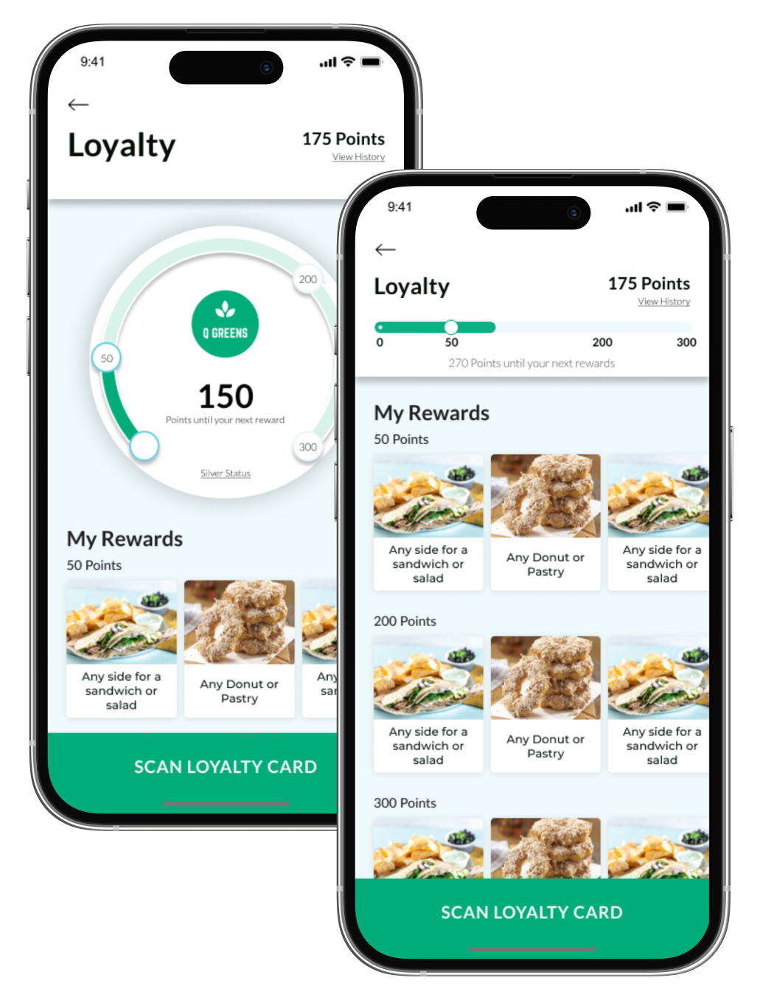 9:41
Loyalty
175 Points
View History
200
50
Q GREENS
150
Points until your next reward
300
Silver Status
My Rewards
50 Points
Any side for a
sandwich or
salad
Any Donut or
Pastry
Any
sar
SCAN LOYALTY CARD
9:41
Loyalty
175 Points
View History
0 50 200 300
270 Points until your next rewards
My Rewards
50 Points
Any side for a
sandwich or
salad
Any Donut or
Pastry
Any side for a
sandwich or
salad
200 Points
Any side for a
sandwich or
salad
Any Donut or
Pastry
Any side for a
sandwich or
salad
300 Points
SCAN LOYALTY CARD